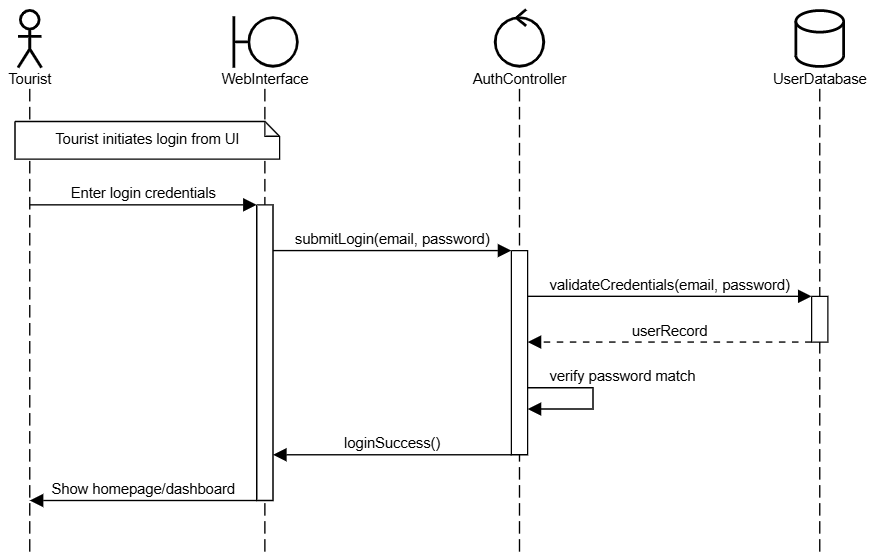 Tourist
WebInterface
AuthController
UserDatabase
Tourist initiates login from UI
Enter login credentials
submitLogin(email, password)
validateCredentials(email, password)
userRecord
verify password match
loginSuccess()
Show homepage/dashboard